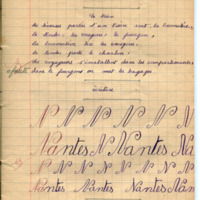 Le train
Les diverses parties d'un train sont la locomotive,
le tender, les wagons, le fourgon,
La locomotive tire les wagons.
Le tender porte le charbon;
Les voyageurs s'installent dans les compartiments
dans le fourgon on met les bagages
Ecriture
N N N N N N N
Nantes N Nantes Na
N N N N N N N N N
Nantes Nantes Nantes Nan